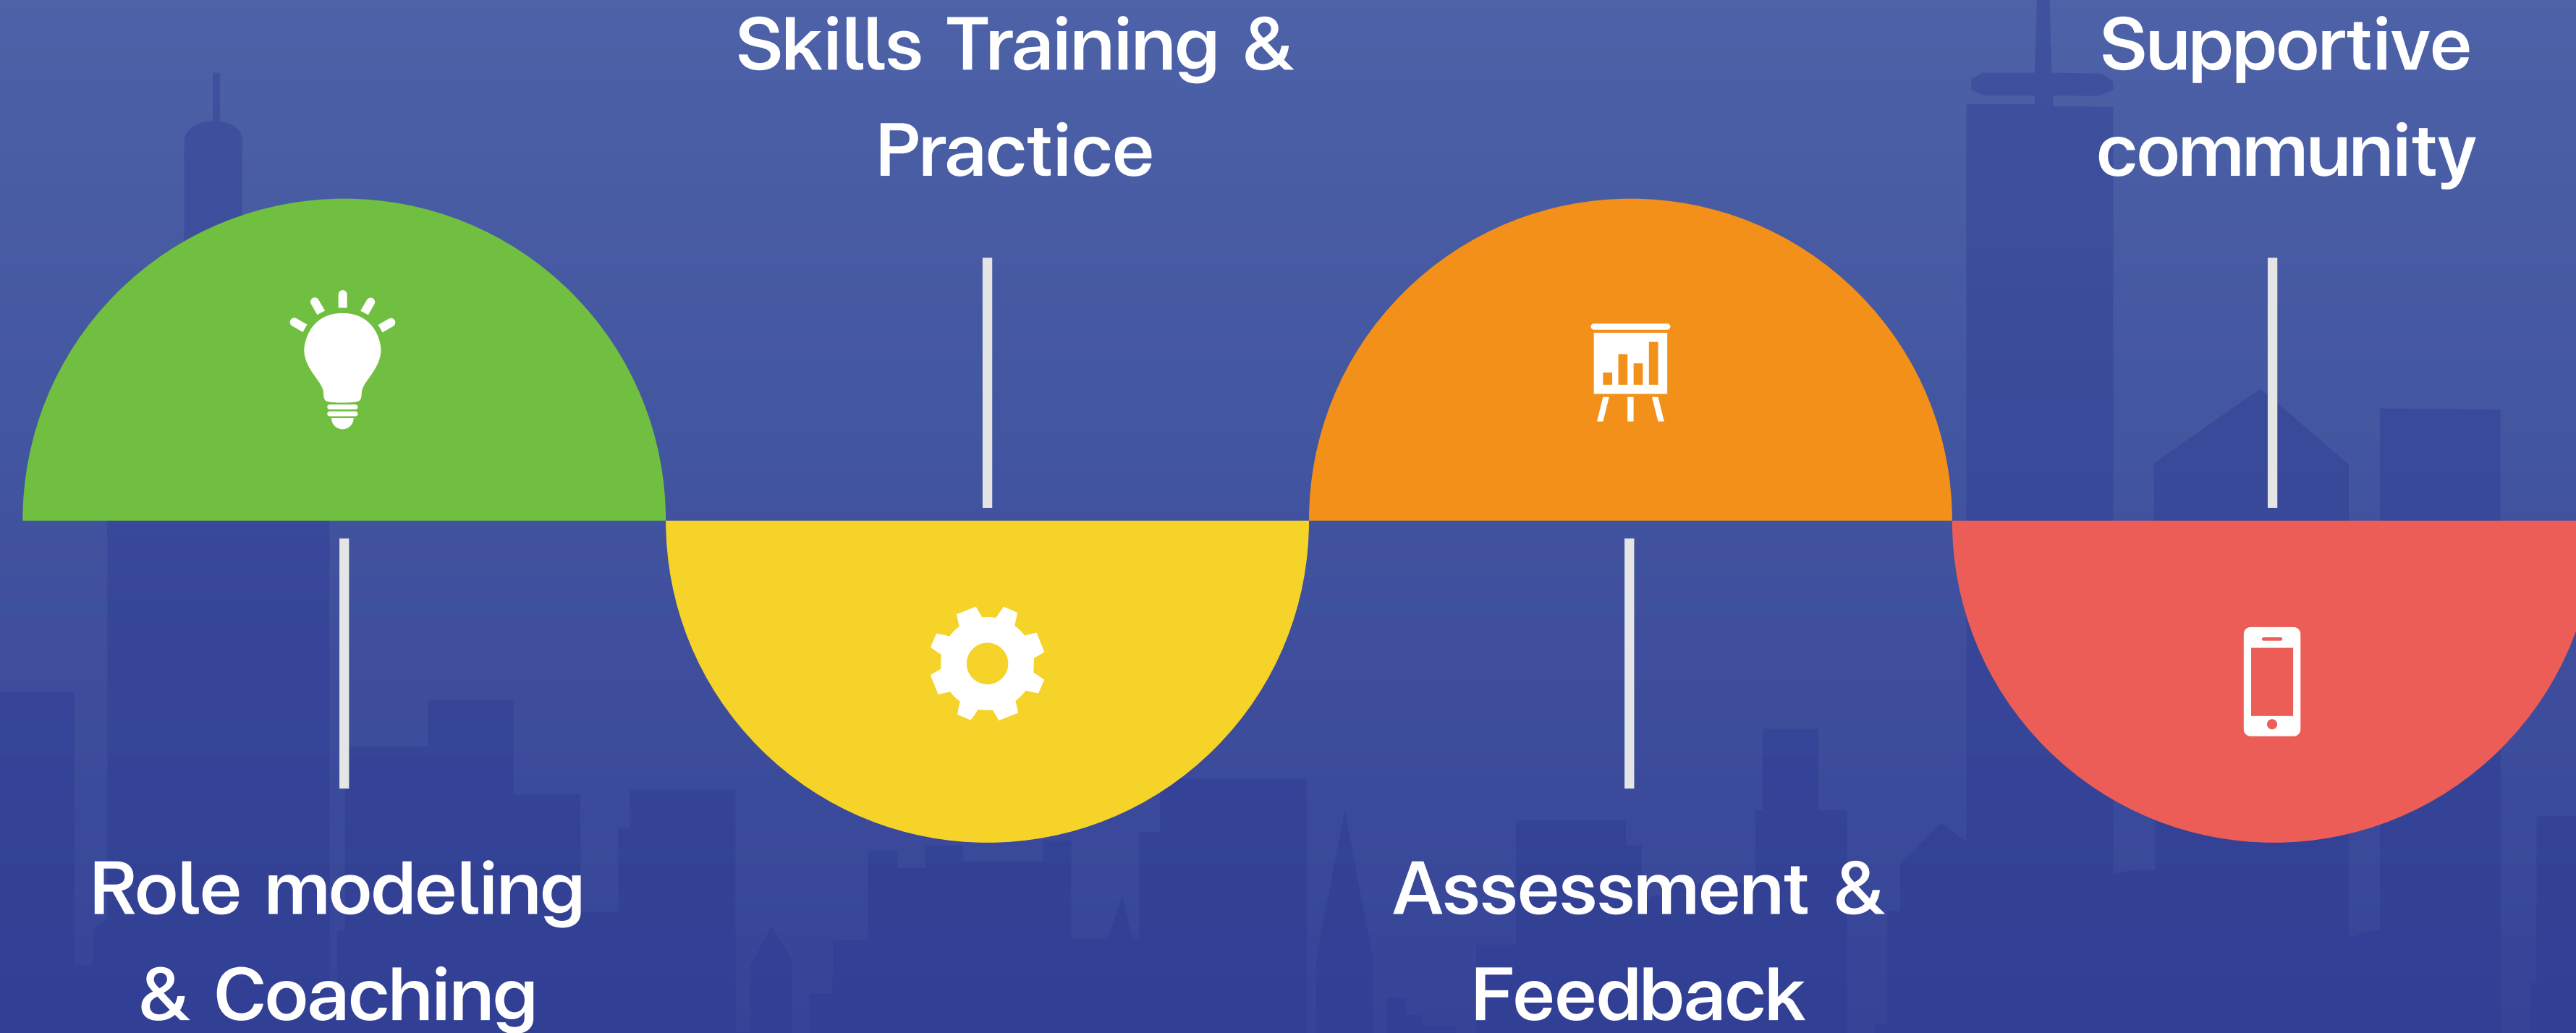 Skills Training &
Practice
Supportive
community
Role modeling
& Coaching
Assessment &
Feedback